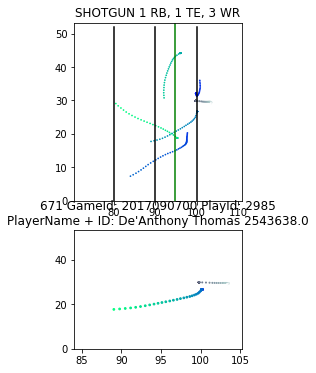 SHOTGUN 1 RB, 1 TE, 3 WR
50
40
30
20
10
0
80 90 100 110
671 GameId: 2017090700 PlayId: 2985
PlayerName + ID: De'Anthony Thomas 2543638.0
40
20
0
85 90 95 100 105